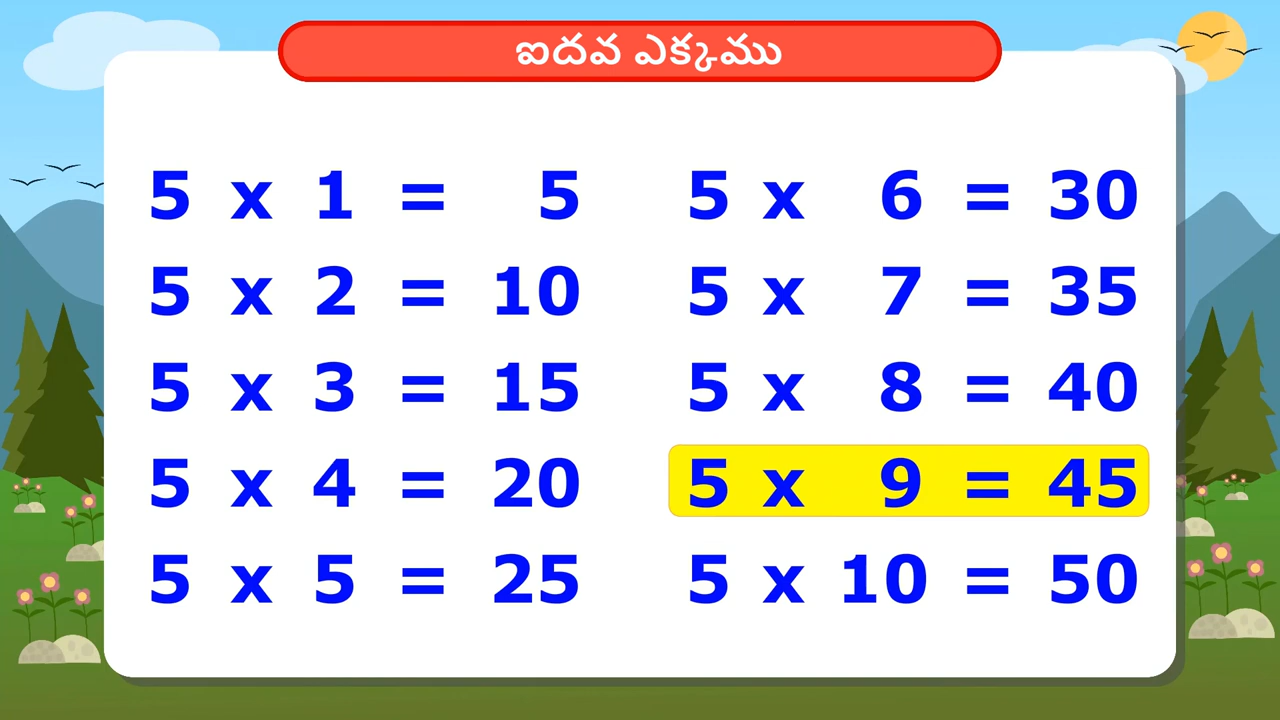 ఐదవ ఎక్కము
5 x 1 = 5
5 x 2 = 10
5 x 3 = 15
5 x 4 = 20
5 x 5 = 25
5 x 6 = 30
5 x 7 = 35
5 x 8 = 40
5 x 9 = 45
5 x 10 = 50